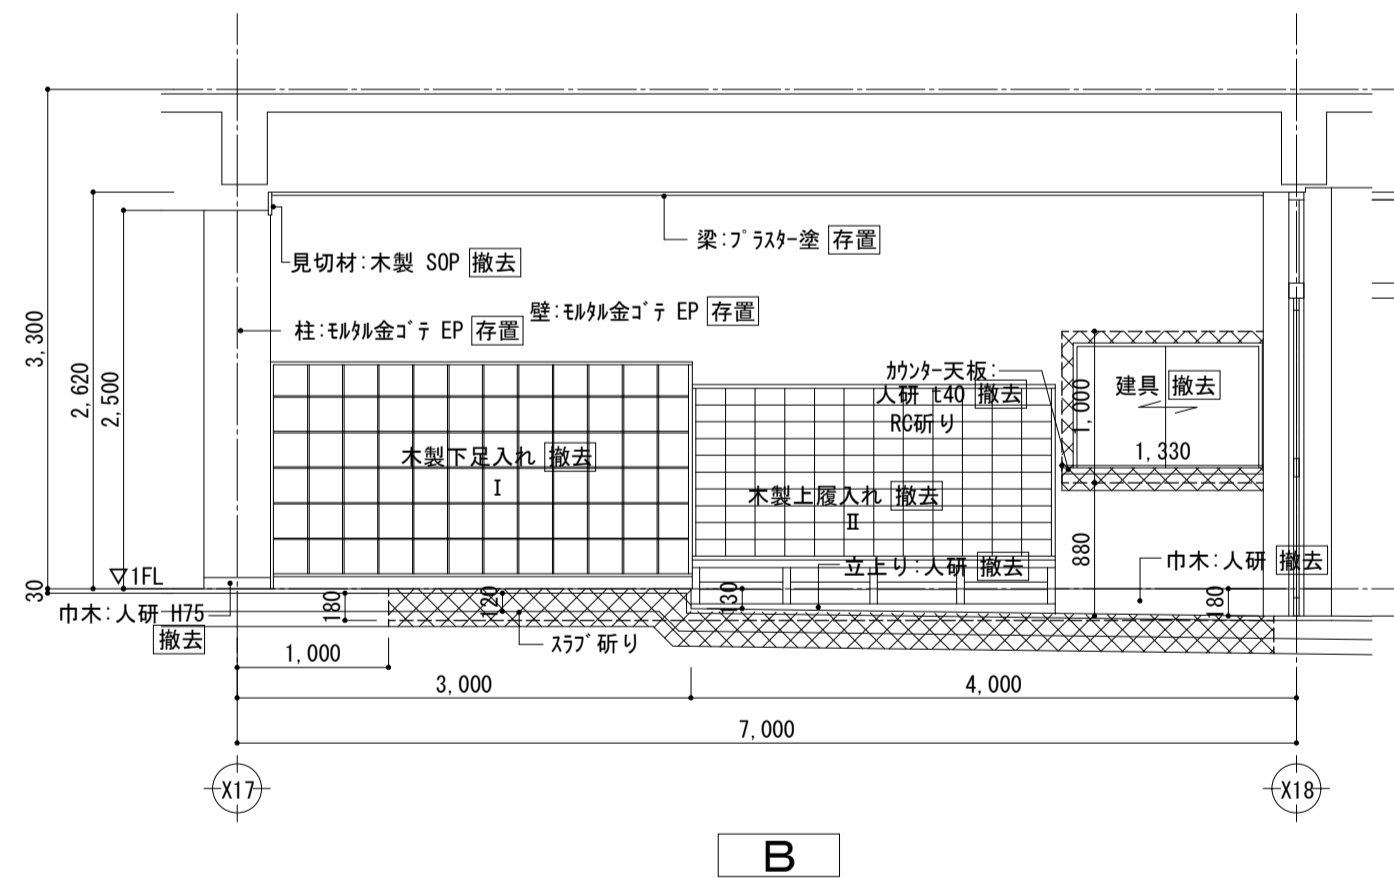 梁:プラスター塗 存置
見切材:木製 SOP 撤去
壁:モルタル金ゴテ EP 存置
柱:モルタル金ゴテ EP 存置
3,300
2,620
2,500
カウンター天板:
人研 t40 撤去
RC斫り
1,000
建具 撤去
1,330
木製下足入れ 撤去
I
木製上履入れ 撤去
II
880
立上り:人研 撤去
巾木:人研 撤去
▽1FL
30
180
120
130
180
巾木:人研 H75
撤去
スラブ斫り
1,000
3,000
4,000
7,000
X17
X18
B